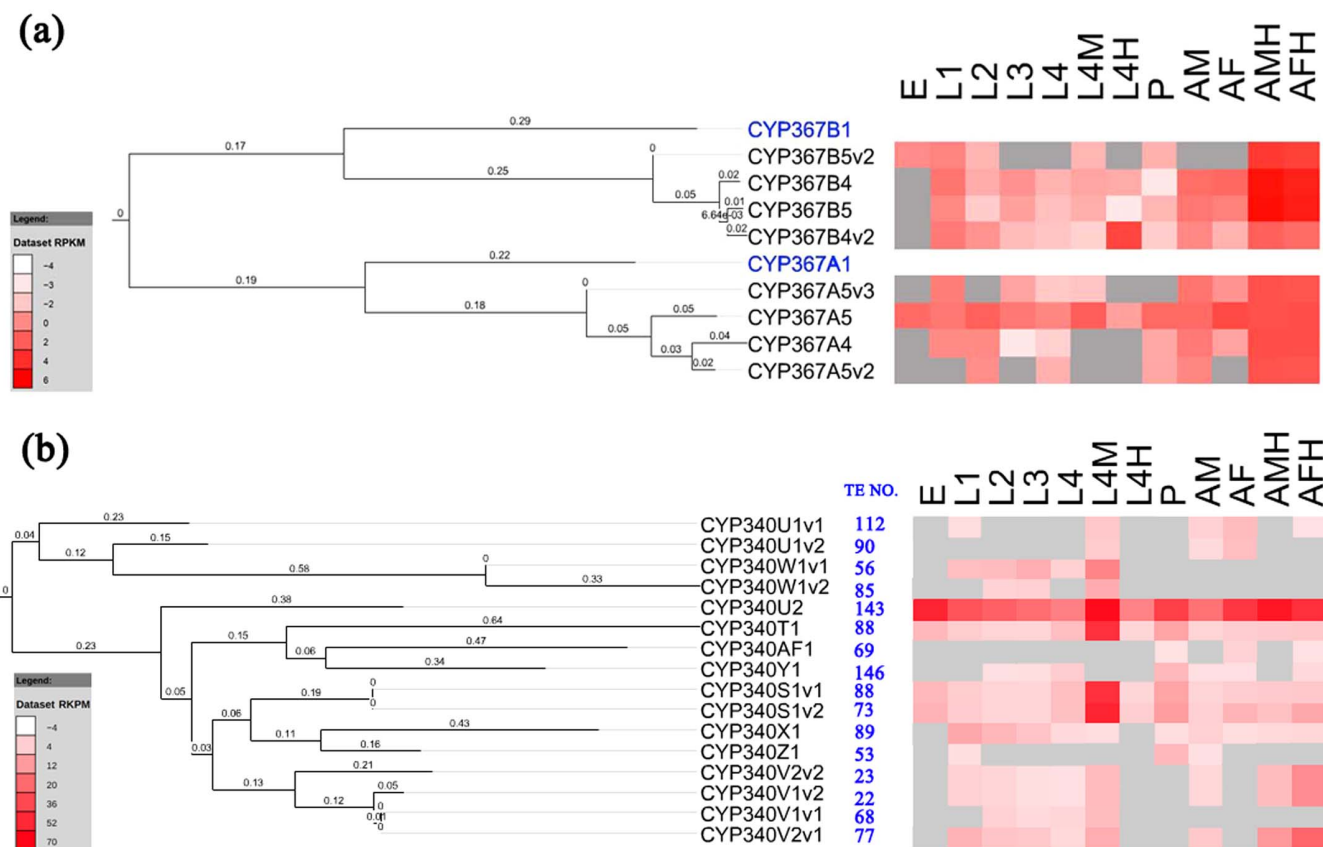 (a)
E L1 L2 L3 L4 L4M L4H P AM AF AMH AFH
0.29 CYP367B1
0.17
0 CYP367B5v2
0.25
0.02 CYP367B4
0.05
0.01 CYP367B5
6.64e-03
0.02 CYP367B4v2
0
Legend:
Dataset RPKM
−4
−3
−2
0
2
4
6
0.22 CYP367A1
0.19
0 CYP367A5v3
0.18
0.05 CYP367A5
0.05
0.04 CYP367A4
0.03
0.02 CYP367A5v2
(b)
TE NO. E L1 L2 L3 L4 L4M L4H P AM AF AMH AFH
0.23 CYP340U1v1 112
0.04
0.15 CYP340U1v2 90
0.12
0 CYP340W1v1 56
0.58
0.33 CYP340W1v2 85
0
0.38 CYP340U2 143
0.64 CYP340T1 88
0.15
0.23
0.47 CYP340AF1 69
0.06
0.34 CYP340Y1 146
0.05
0 CYP340S1v1 88
0.19
0 CYP340S1v2 73
0.06
0.43 CYP340X1 89
0.11
0.03
0.16 CYP340Z1 53
0.21 CYP340V2v2 23
0.13
0.05 CYP340V1v2 22
0.12
0 CYP340V1v1 68
0 CYP340V2v1 77
Legend:
Dataset RKPM
−4
4
12
20
36
52
70